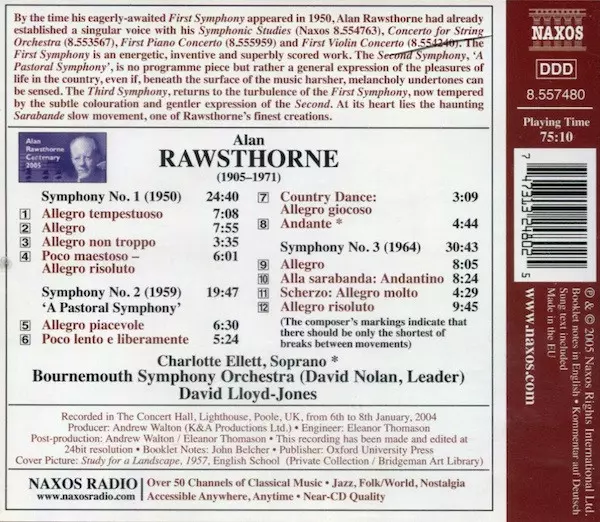 By the time his eagerly-awaited First Symphony appeared in 1950, Alan Rawsthorne had already
established a singular voice with his Symphonic Studies (Naxos 8.554763), Concerto for String
Orchestra (8.553567), First Piano Concerto (8.555959) and First Violin Concerto (8.554240). The
First Symphony is an energetic, inventive and superbly scored work. The Second Symphony, 'A
Pastoral Symphony', is no programme piece but rather a general expression of the pleasures of
life in the country, even if, beneath the surface of the music harsher, melancholy undertones can
be sensed. The Third Symphony, returns to the turbulence of the First Symphony, now tempered
by the subtle colouration and gentler expression of the Second. At its heart lies the haunting
Sarabande slow movement, one of Rawsthorne's finest creations.
Alan
Rawsthorne
Centenary
2005
Alan
RAWSTHORNE
(1905–1971)
Symphony No. 1 (1950) 24:40
1 Allegro tempestuoso 7:08
2 Allegro 7:55
3 Allegro non troppo 3:35
4 Poco maestoso – 6:01
Allegro risoluto
Symphony No. 2 (1959) 19:47
'A Pastoral Symphony'
5 Allegro piacevole 6:30
6 Poco lento e liberamente 5:24
7 Country Dance: 3:09
Allegro giocoso
8 Andante * 4:44
Symphony No. 3 (1964) 30:43
9 Allegro 8:05
10 Alla sarabanda: Andantino 8:24
11 Scherzo: Allegro molto 4:29
12 Allegro risoluto 9:45
(The composer's markings indicate that
there should be only the shortest of
breaks between movements)
Charlotte Ellett, Soprano *
Bournemouth Symphony Orchestra (David Nolan, Leader)
David Lloyd-Jones
Recorded in The Concert Hall, Lighthouse, Poole, UK, from 6th to 8th January, 2004
Producer: Andrew Walton (K&A Productions Ltd.) • Engineer: Eleanor Thomason
Post-production: Andrew Walton / Eleanor Thomason • This recording has been made and edited at
24bit resolution • Booklet Notes: John Belcher • Publisher: Oxford University Press
Cover Picture: Study for a Landscape, 1957, English School (Private Collection / Bridgeman Art Library)
NAXOS RADIO
www.naxosradio.com
Over 50 Channels of Classical Music • Jazz, Folk/World, Nostalgia
Accessible Anywhere, Anytime • Near-CD Quality
NAXOS
DDD
8.557480
Playing Time
75:10
7 47313 24802 5
www.naxos.com
℗ & © 2005 Naxos Rights International Ltd.
Booklet notes in English • Kommentar auf Deutsch
Sung text included
Made in the EU